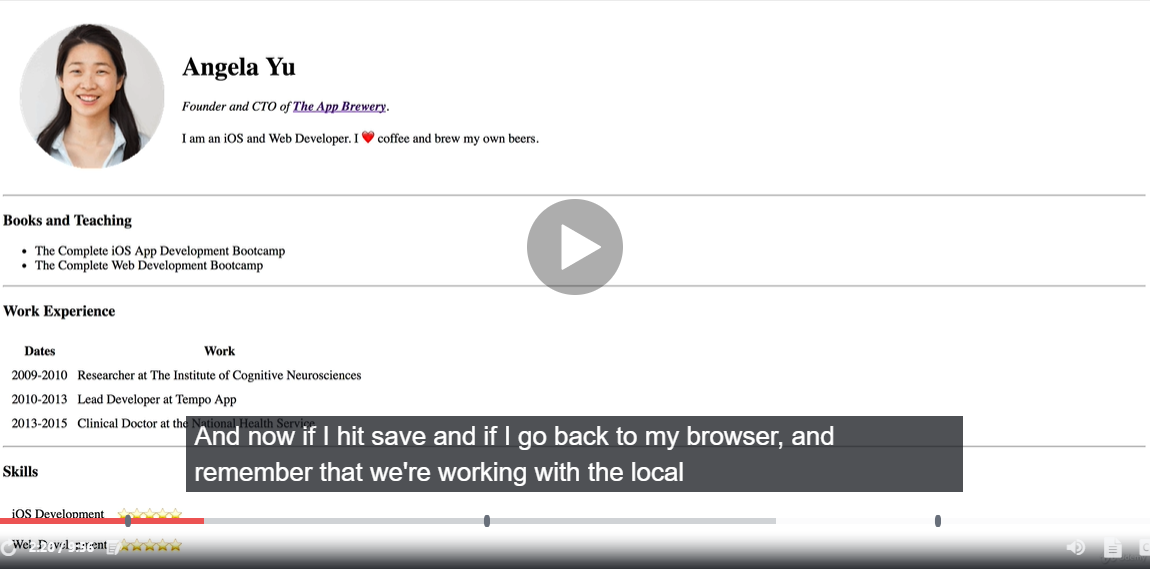 Angela Yu
Founder and CTO of The App Brewery.
I am an iOS and Web Developer. I ❤️ coffee and brew my own beers.
Books and Teaching
• The Complete iOS App Development Bootcamp
• The Complete Web Development Bootcamp
Work Experience
Dates Work
2009-2010 Researcher at The Institute of Cognitive Neurosciences
2010-2013 Lead Developer at Tempo App
2013-2015 Clinical Doctor at the National Health Service
And now if I hit save and if I go back to my browser, and
remember that we're working with the local
Skills
iOS Development ⭐⭐⭐⭐⭐
Web Development ⭐⭐⭐⭐